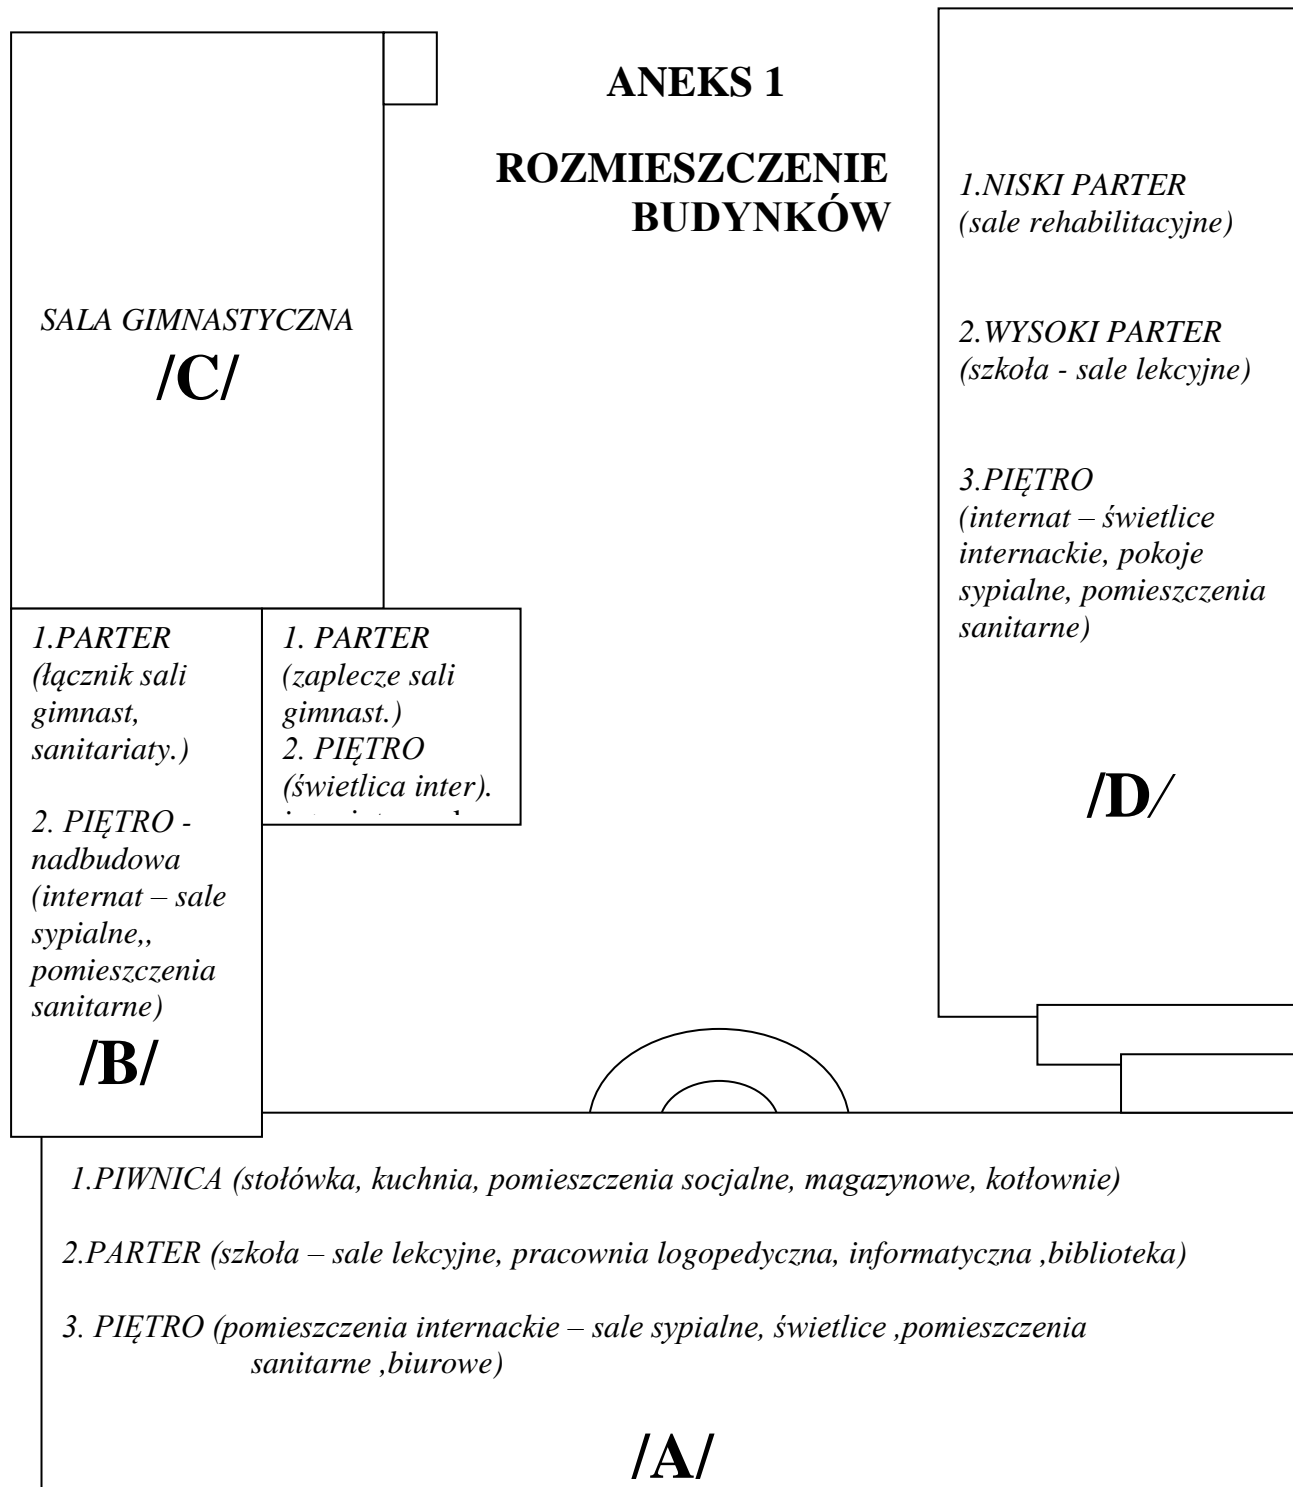 ANEKS 1
ROZMIESZCZENIE
BUDYNKÓW
SALA GIMNASTYCZNA
/C/
1.PARTER
(łącznik sali
gimnast,
sanitariaty.)
2. PIĘTRO -
nadbudowa
(internat – sale
sypialne,,
pomieszczenia
sanitarne)
/B/
1. PARTER
(zaplecze sali
gimnast.)
2. PIĘTRO
(świetlica inter).
1.NISKI PARTER
(sale rehabilitacyjne)
2.WYSOKI PARTER
(szkoła - sale lekcyjne)
3.PIĘTRO
(internat – świetlice
internackie, pokoje
sypialne, pomieszczenia
sanitarne)
/D/
1.PIWNICA (stołówka, kuchnia, pomieszczenia socjalne, magazynowe, kotłownie)
2.PARTER (szkoła – sale lekcyjne, pracownia logopedyczna, informatyczna ,biblioteka)
3. PIĘTRO (pomieszczenia internackie – sale sypialne, świetlice ,pomieszczenia
sanitarne ,biurowe)
/A/